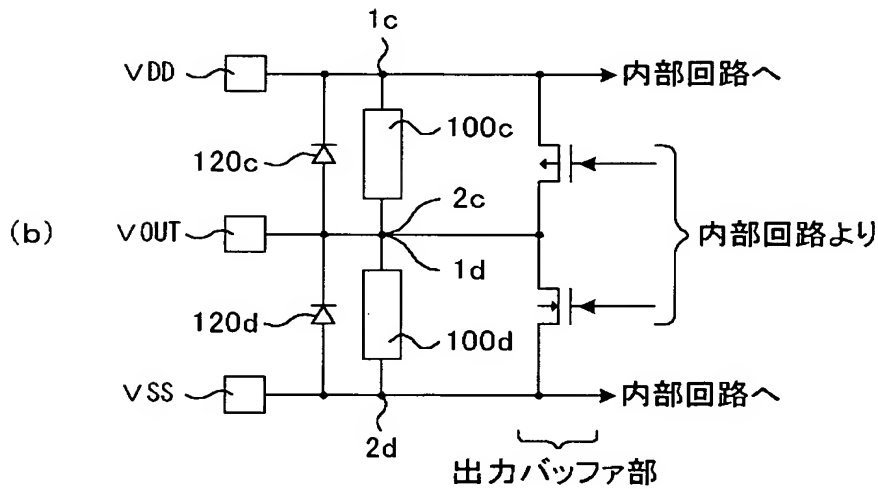 1c
VDD
内部回路へ
100c
120c
(b)
2c
VOUT
内部回路より
1d
120d
100d
VSS
内部回路へ
2d
出力バッファ部